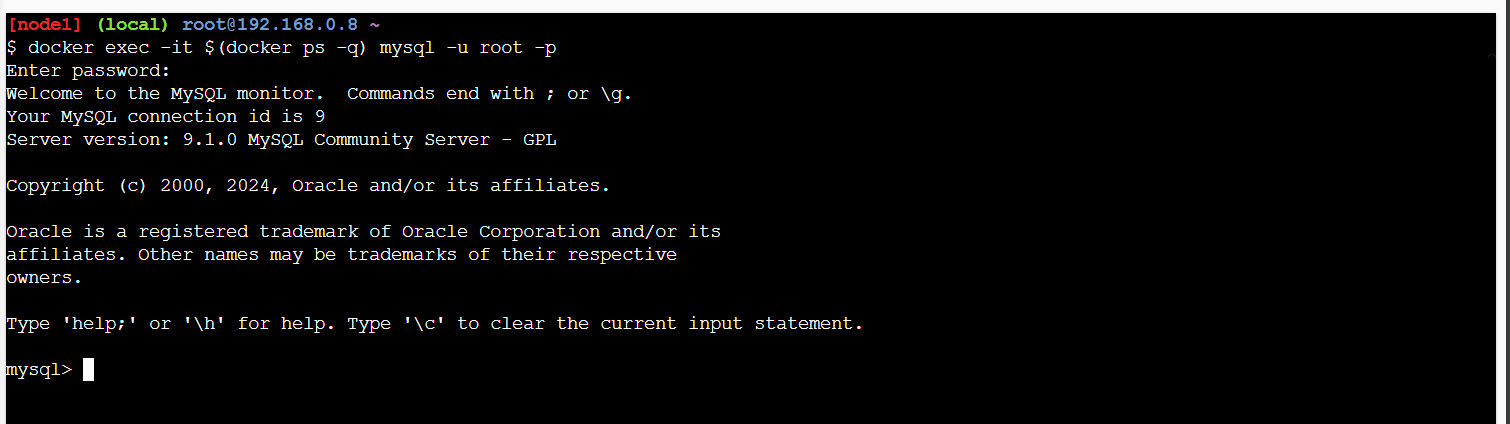 [node1] (local) root@192.168.0.8 ~
$ docker exec -it $(docker ps -q) mysql -u root -p
Enter password:
Welcome to the MySQL monitor.  Commands end with ; or \g.
Your MySQL connection id is 9
Server version: 9.1.0 MySQL Community Server - GPL
Copyright (c) 2000, 2024, Oracle and/or its affiliates.
Oracle is a registered trademark of Oracle Corporation and/or its
affiliates. Other names may be trademarks of their respective
owners.
Type 'help;' or '\h' for help. Type '\c' to clear the current input statement.
mysql>